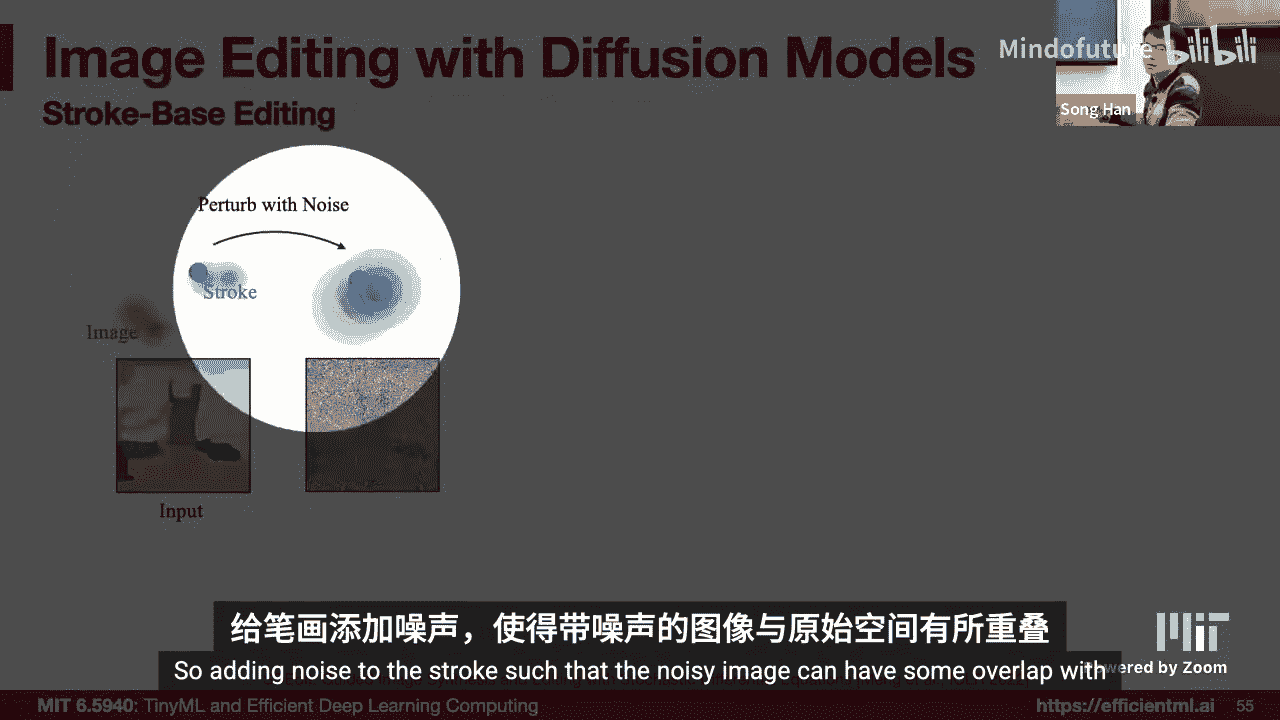 Image Editing with Diffusion Models
Mindofuture bilibili
Stroke-Base Editing
Song Han
Perturb with Noise
Stroke
Image
Input
给笔画添加噪声，使得带噪声的图像与原始空间有所重叠
So adding noise to the stroke such that the noisy image can have some overlap with
MIT
wered by Zoom
MIT 6.5940: TinyML and Efficient Deep Learning Computing
https://efficientml.ai
55